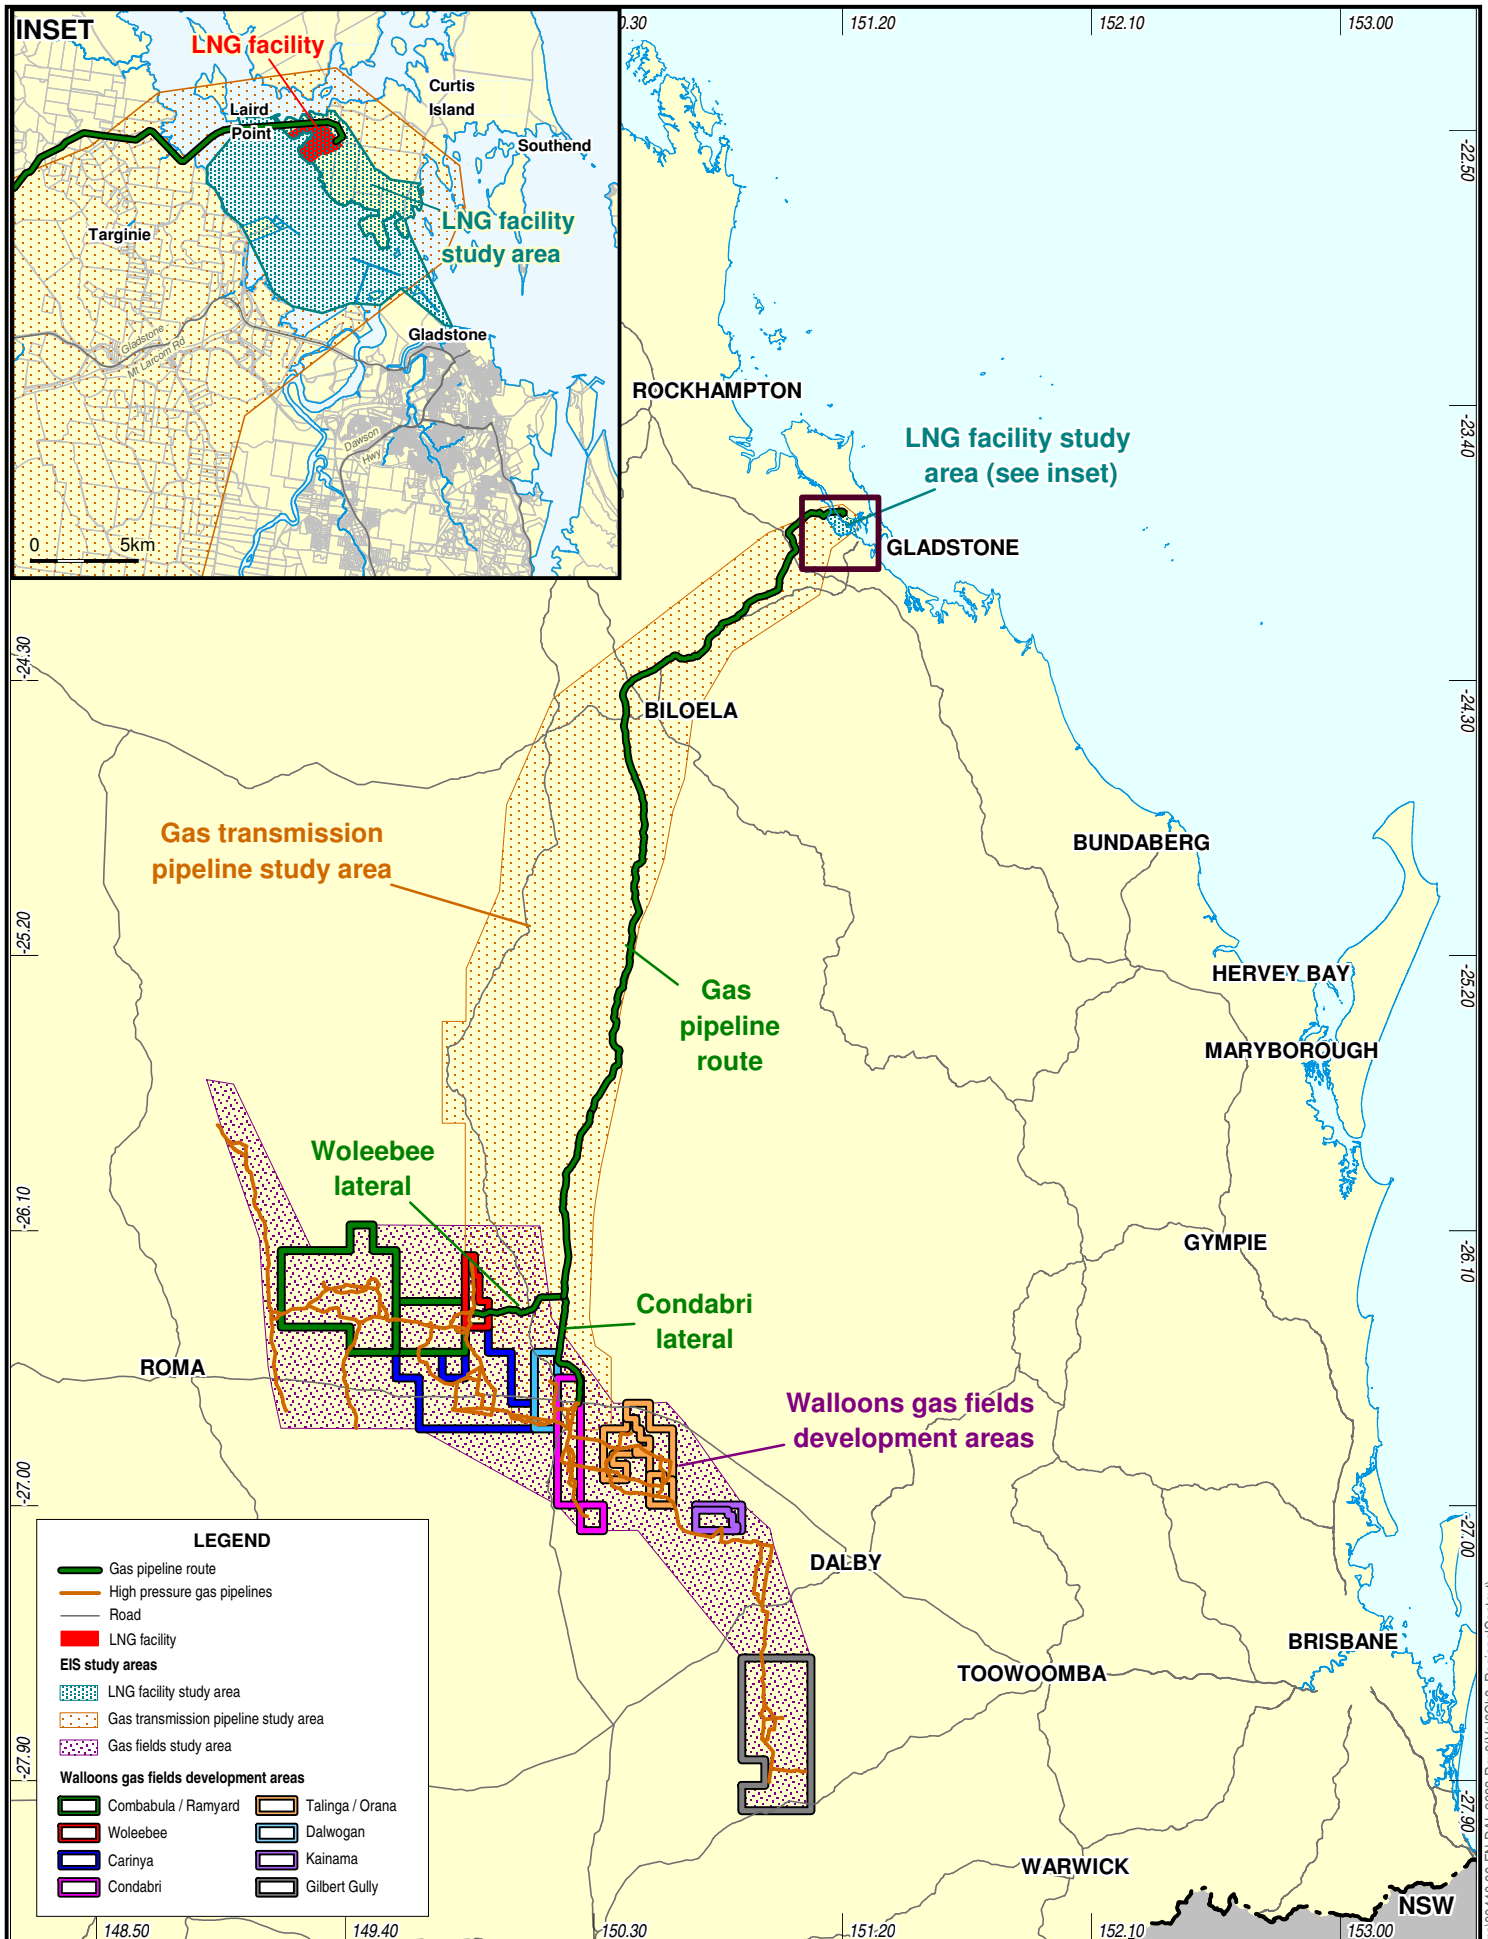 INSET
LNG facility
Curtis
Island
Laird
Point
Southend
Targinie
LNG facility
study area
Gladstone
Gladstone
Mt Larcom Rd
Dawson
Hwy
0 5km
0.30
151.20
152.10
153.00
-22.50
-23.40
-24.30
-25.20
-26.10
-27.00
-27.90
-24.30
-25.20
-26.10
-27.00
-27.90
ROCKHAMPTON
LNG facility study
area (see inset)
GLADSTONE
BILOELA
Gas transmission
pipeline study area
BUNDABERG
Gas
pipeline
route
HERVEY BAY
MARYBOROUGH
Woleebee
lateral
GYMPIE
Condabri
lateral
ROMA
Walloons gas fields
development areas
DALBY
BRISBANE
TOOWOOMBA
WARWICK
NSW
LEGEND
Gas pipeline route
High pressure gas pipelines
Road
LNG facility
EIS study areas
LNG facility study area
Gas transmission pipeline study area
Gas fields study area
Walloons gas fields development areas
Combabula / Ramyard
Talinga / Orana
Woleebee
Dalwogan
Carinya
Kainama
Condabri
Gilbert Gully
148.50
149.40
150.30
151.20
152.10
153.00